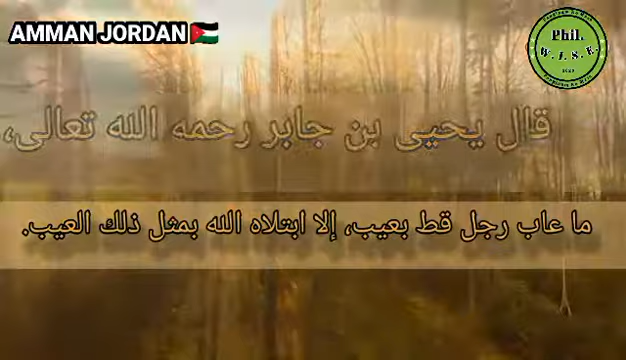 AMMAN JORDAN
Phil.
W. I. S. E.
قال يحيى بن جابر رحمه الله تعالى،
ما عاب رجل قط بعيب، إلا ابتلاه الله بمثل ذلك العيب.